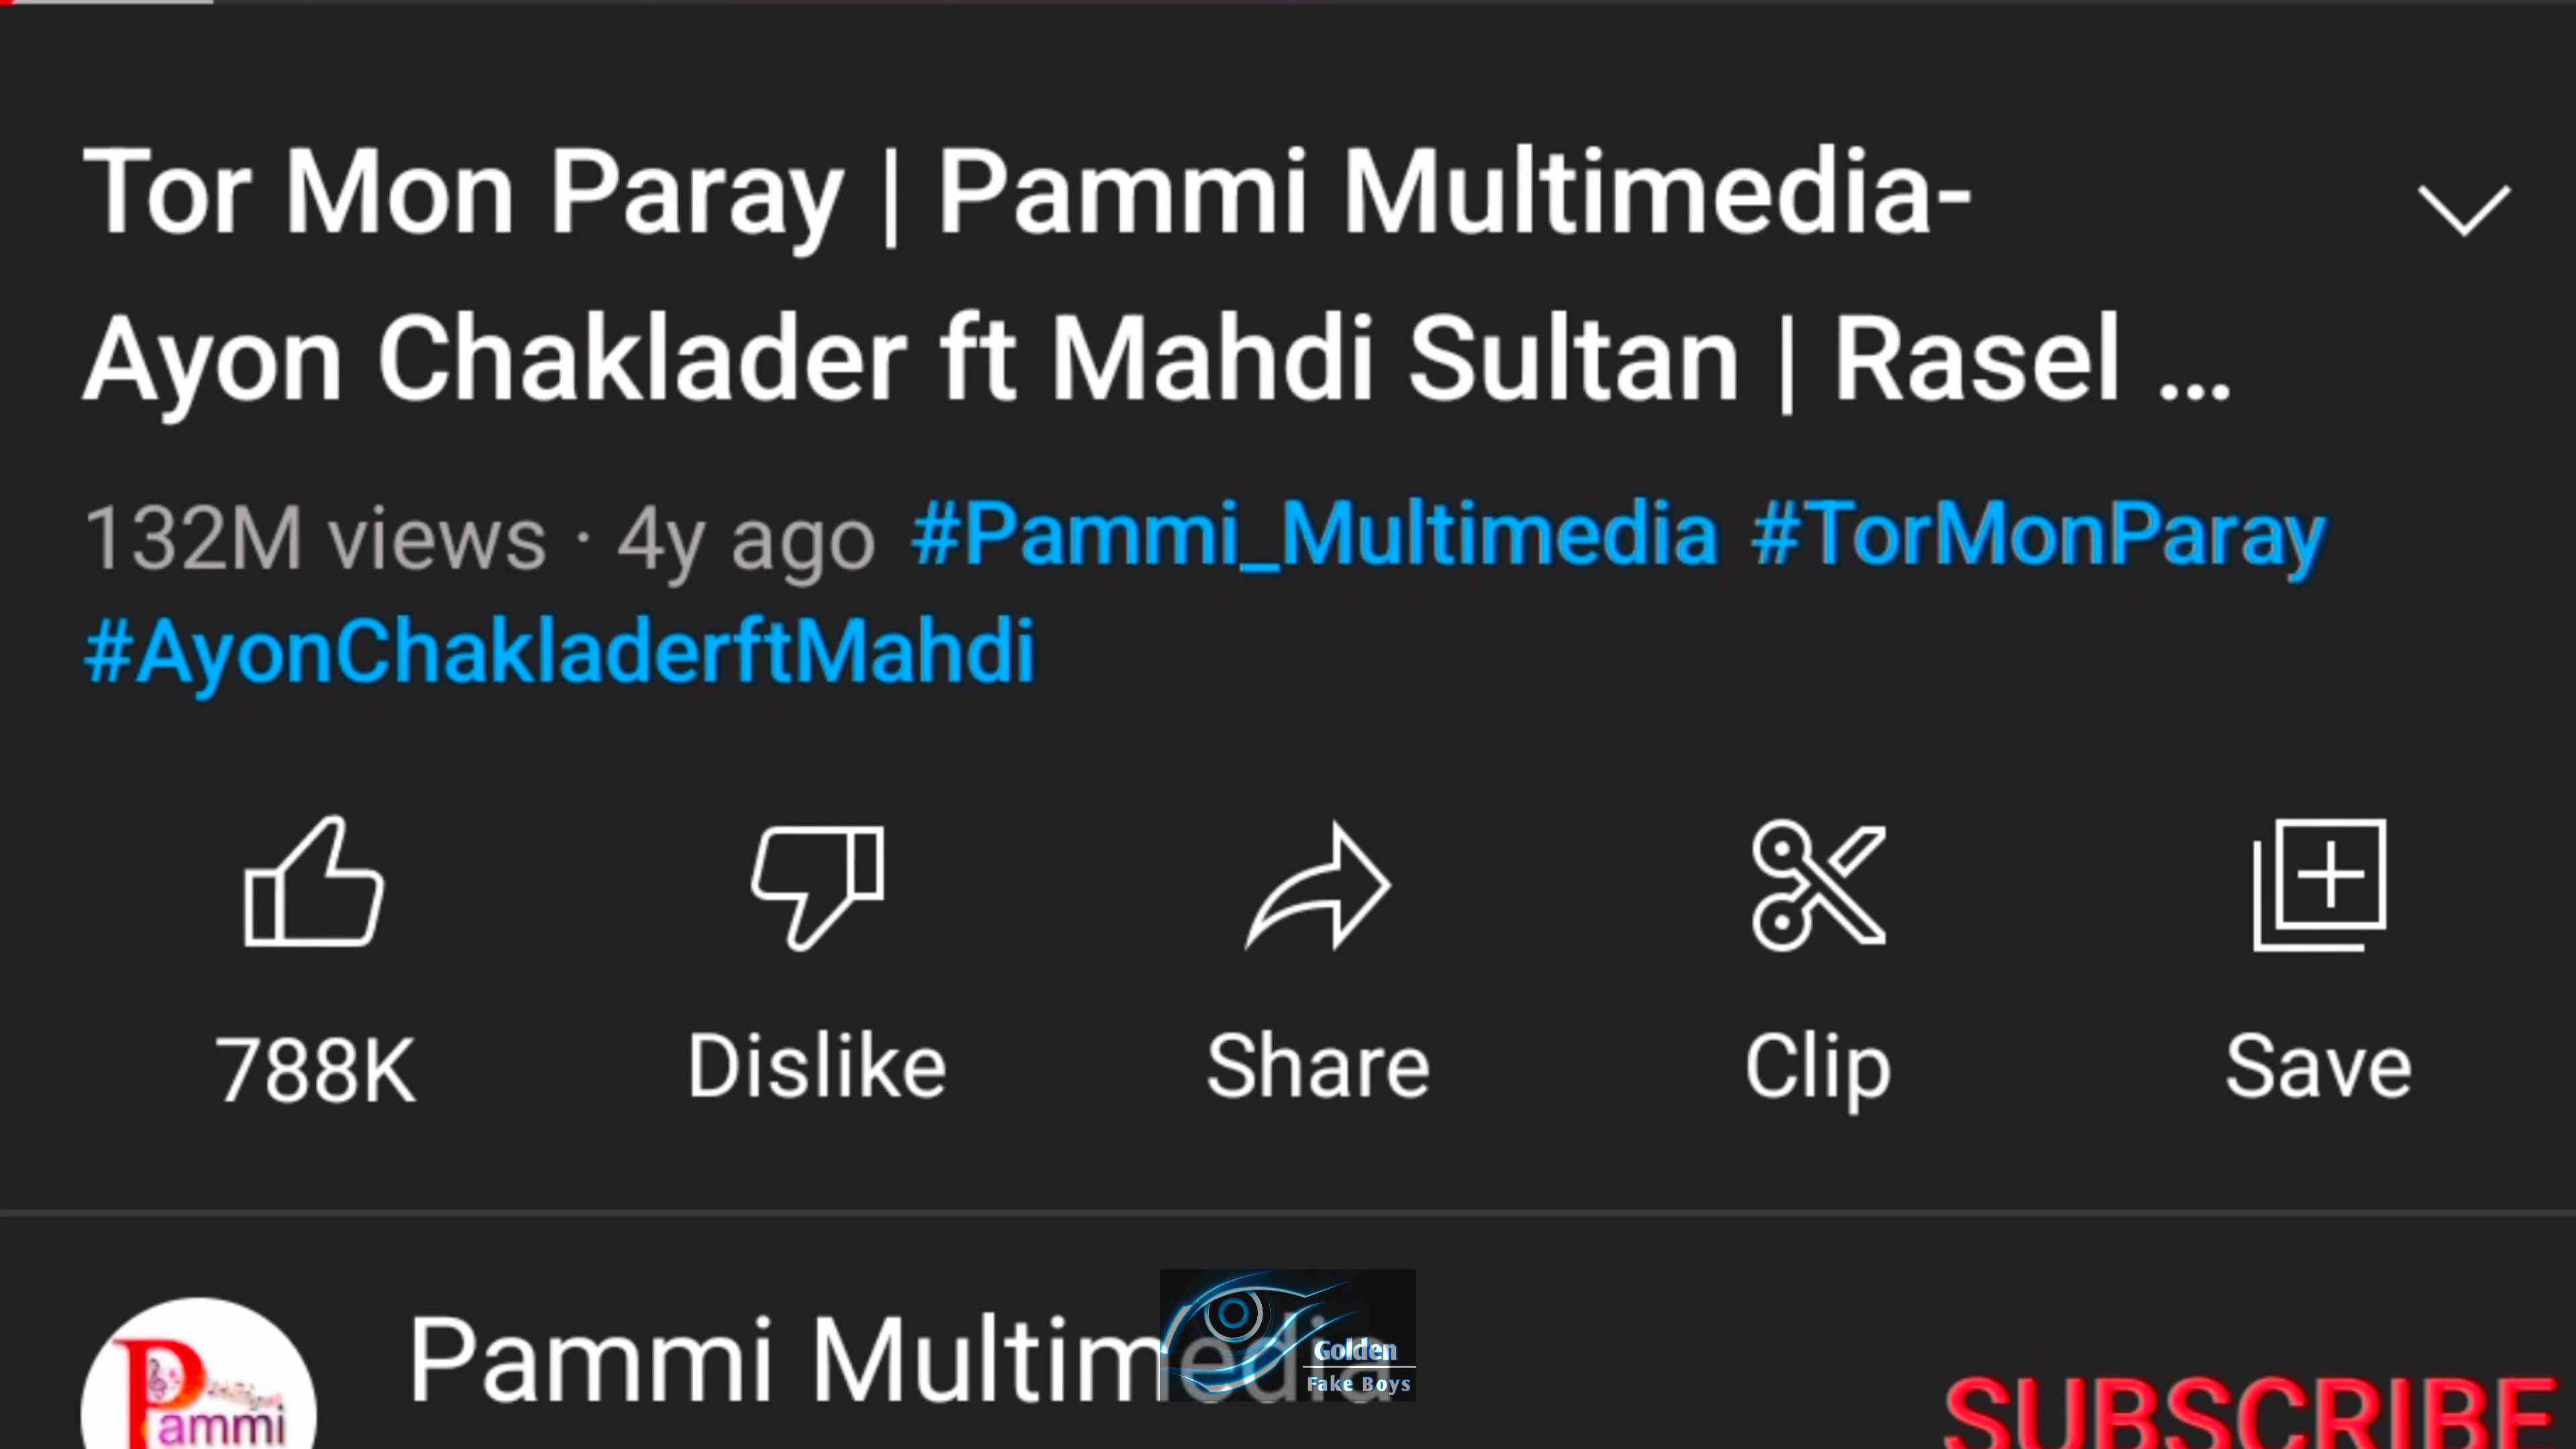 Tor Mon Paray | Pammi Multimedia-
Ayon Chaklader ft Mahdi Sultan | Rasel ...
132M views · 4y ago #Pammi_Multimedia #TorMonParay
#AyonChakladerftMahdi
788K Dislike Share Clip Save
Pammi
Pammi Multimedia
Golden
Fake Boys
SUBSCRIBE